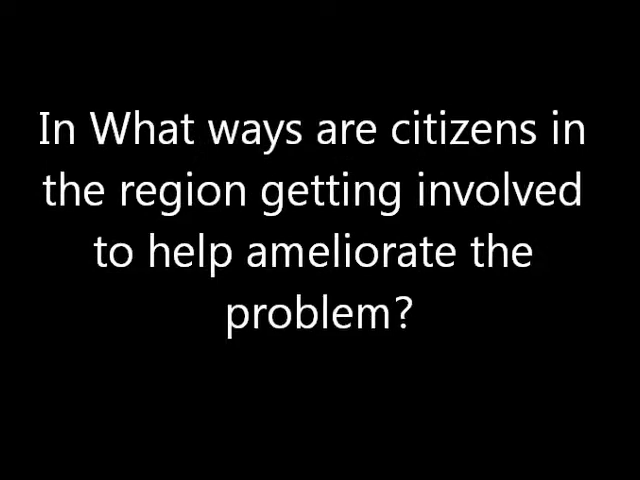 In What ways are citizens in
the region getting involved
to help ameliorate the
problem?